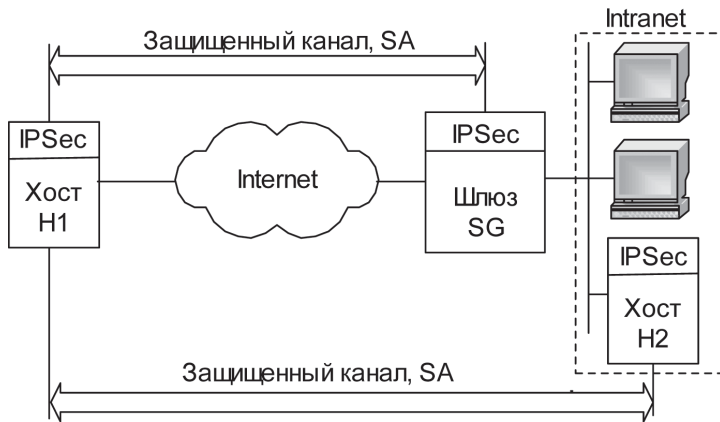 Intranet
Защищенный канал, SA
IPSec
Хост
H1
Internet
IPSec
Шлюз
SG
IPSec
Хост
H2
Защищенный канал, SA